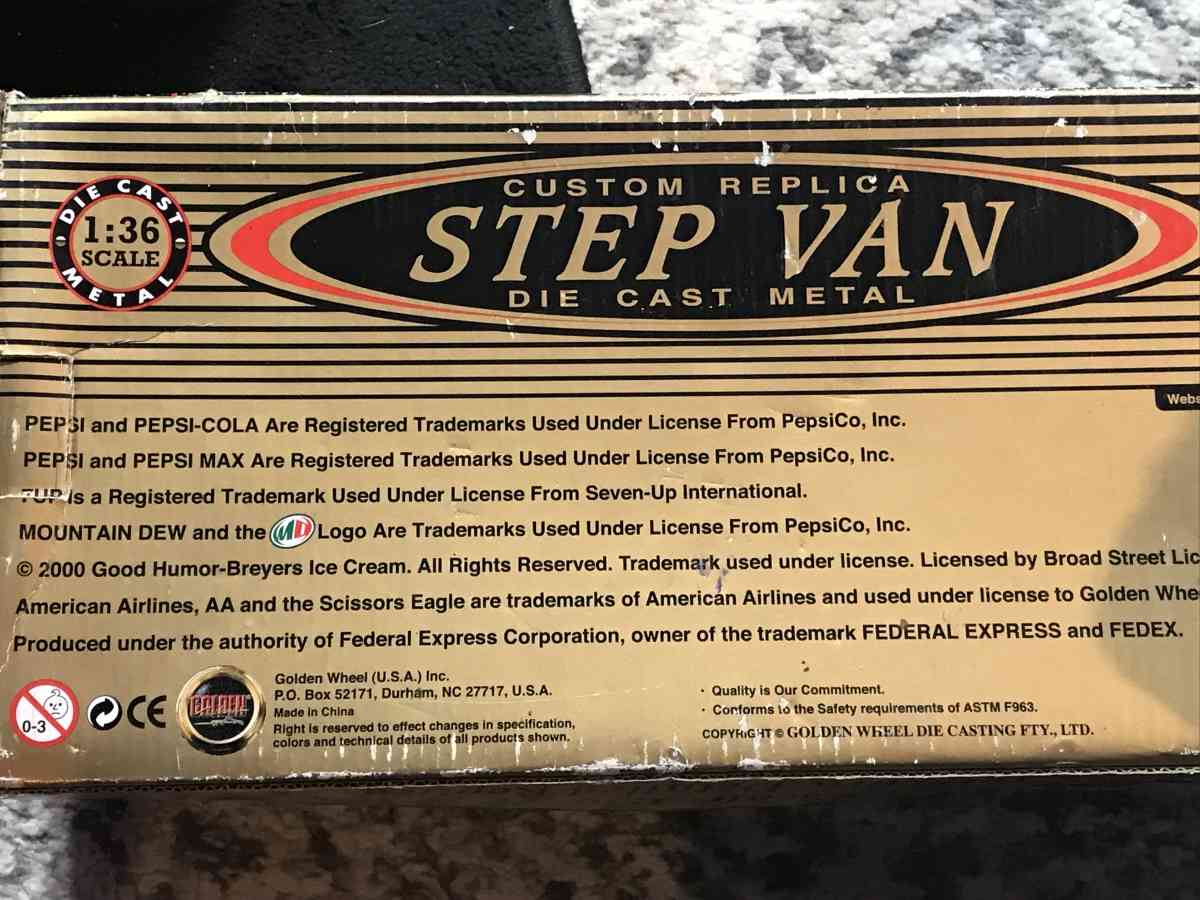 DIE CAST
1:36
SCALE
METAL
CUSTOM REPLICA
STEP VAN
DIE CAST METAL
PEPSI and PEPSI-COLA Are Registered Trademarks Used Under License From PepsiCo, Inc.
PEPSI and PEPSI MAX Are Registered Trademarks Used Under License From PepsiCo, Inc.
7UP is a Registered Trademark Used Under License From Seven-Up International.
MOUNTAIN DEW and the MD Logo Are Trademarks Used Under License From PepsiCo, Inc.
© 2000 Good Humor-Breyers Ice Cream. All Rights Reserved. Trademark used under license. Licensed by Broad Street Lic
American Airlines, AA and the Scissors Eagle are trademarks of American Airlines and used under license to Golden Whe
Produced under the authority of Federal Express Corporation, owner of the trademark FEDERAL EXPRESS and FEDEX.
Webs
0-3
CE
GOLDEN
Golden Wheel (U.S.A.) Inc.
P.O. Box 52171, Durham, NC 27717, U.S.A.
Made in China
Right is reserved to effect changes in specification,
colors and technical details of all products shown.
· Quality is Our Commitment.
· Conforms to the Safety requirements of ASTM F963.
COPYRIGHT © GOLDEN WHEEL DIE CASTING FTY., LTD.